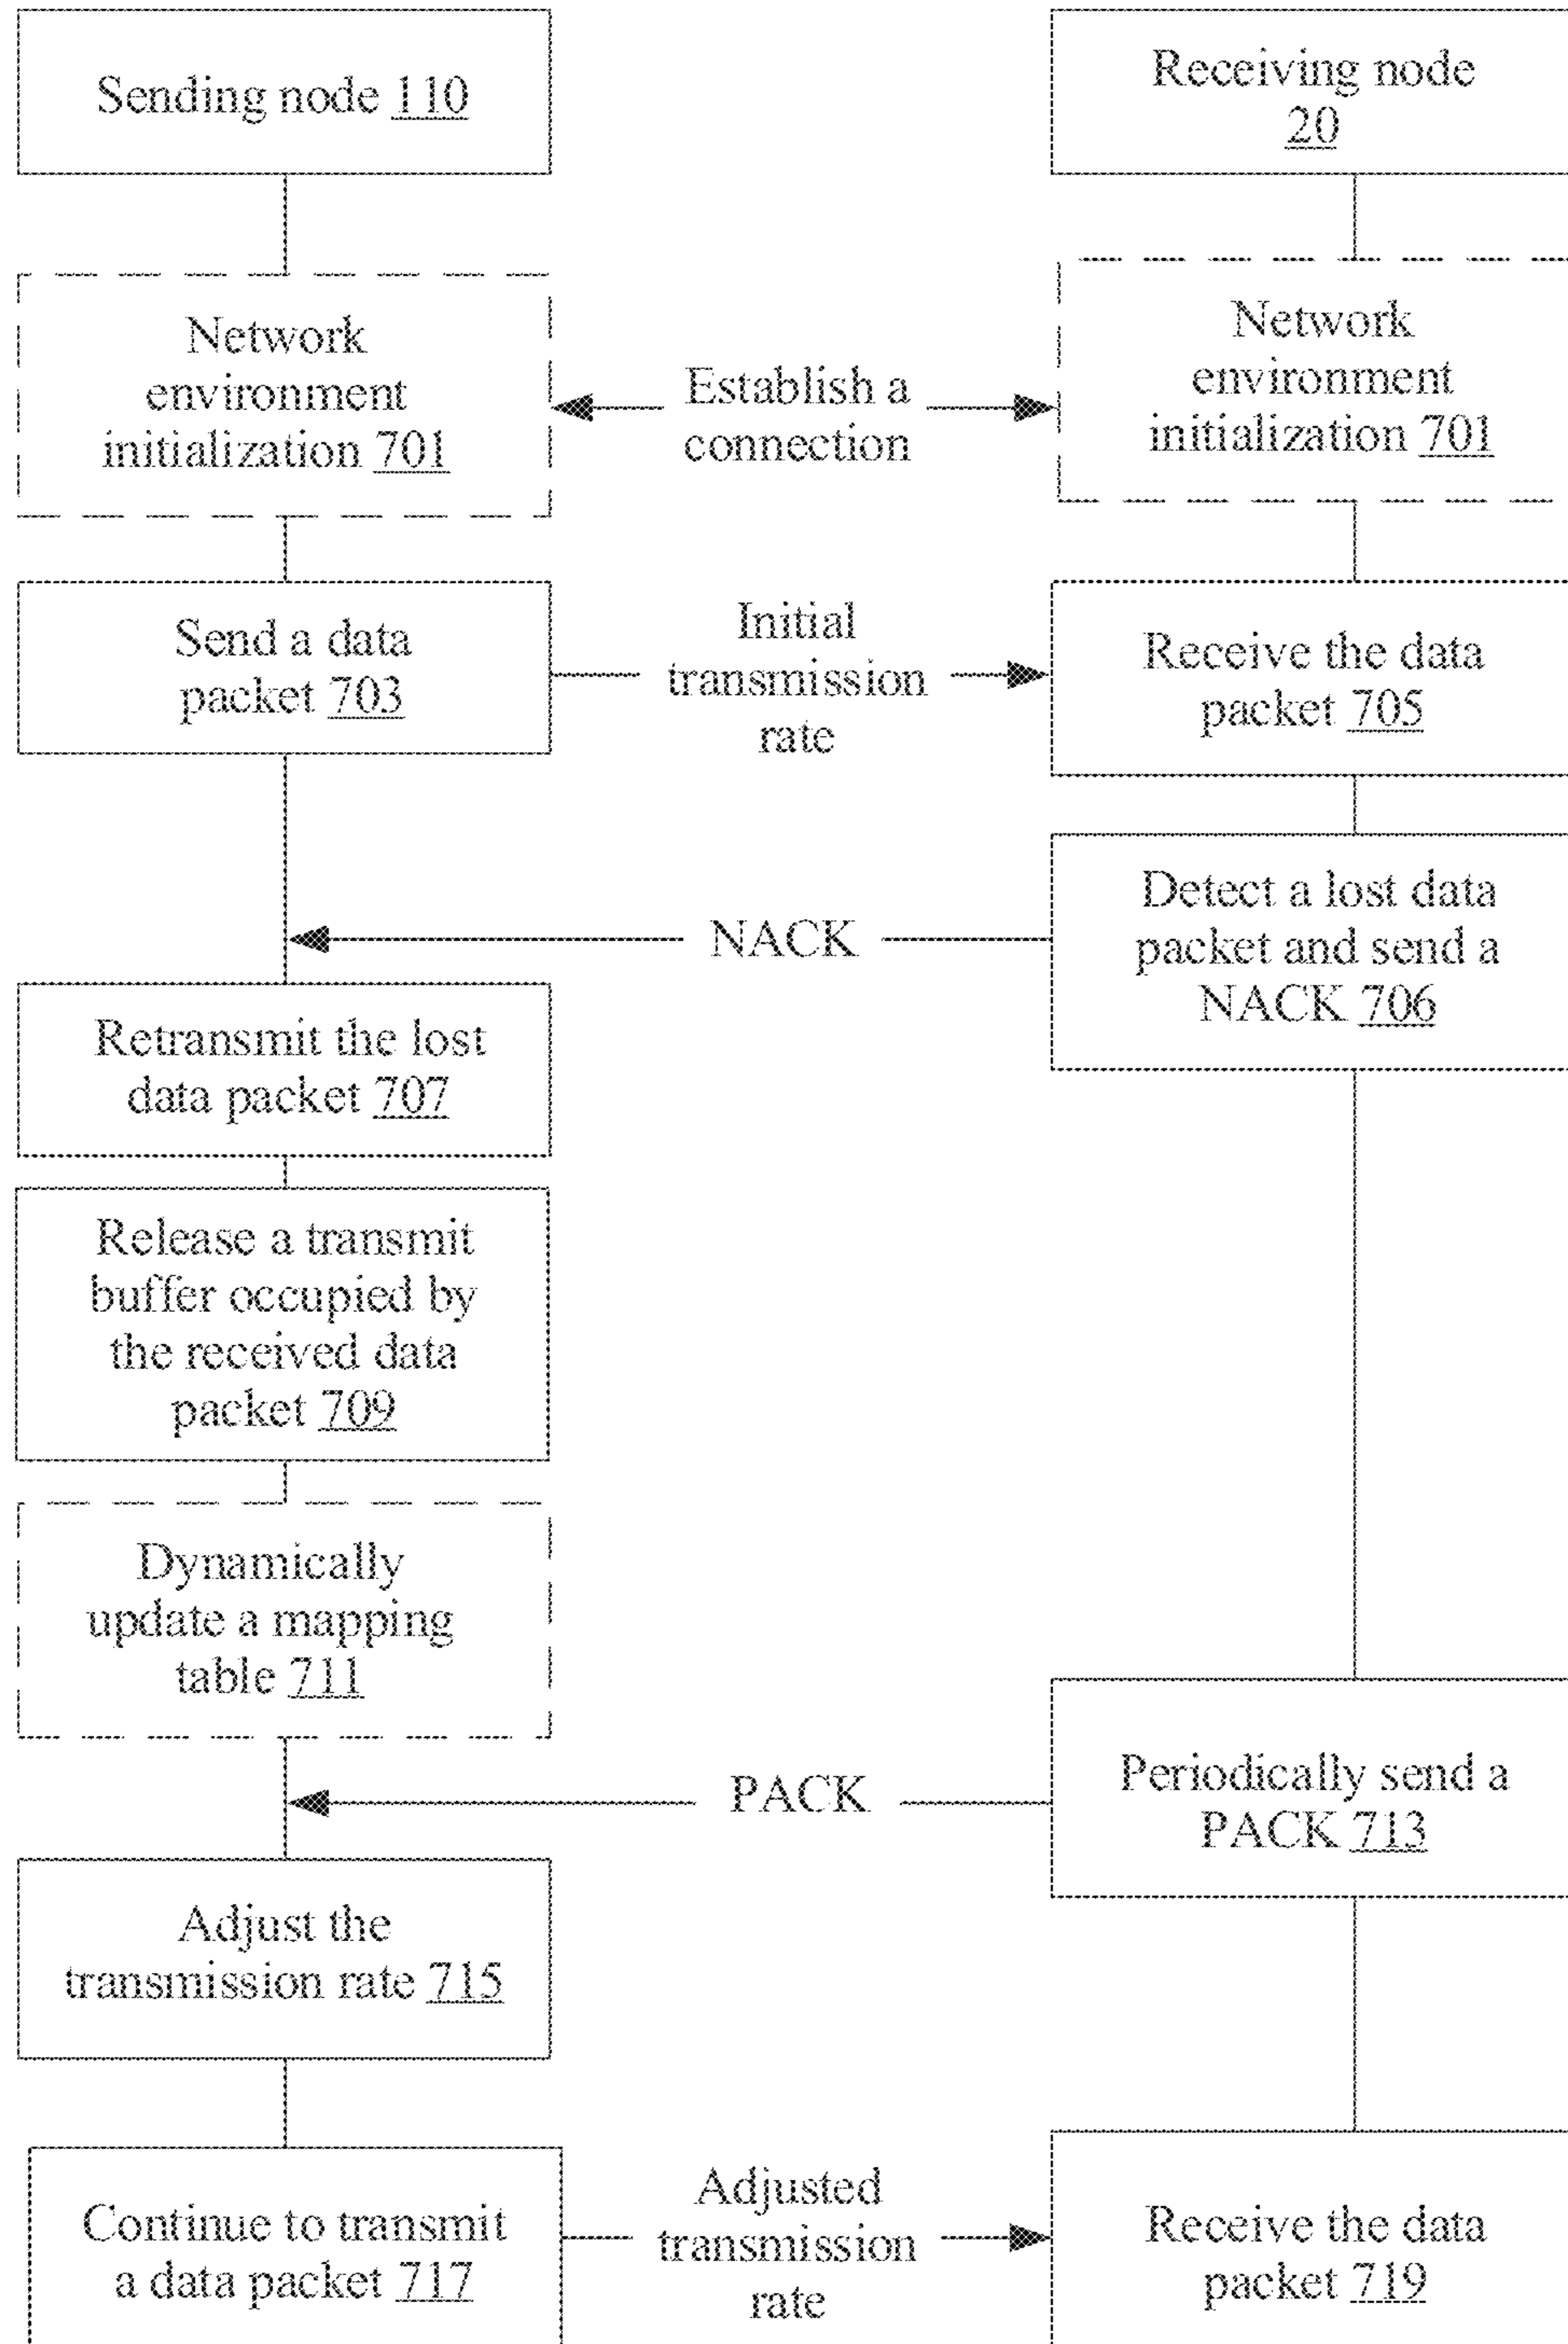 Sending node 110
Receiving node
20
Network
environment
initialization 701
Establish a
connection
Network
environment
initialization 701
Send a data
packet 703
Initial
transmission
rate
Receive the data
packet 705
NACK
Detect a lost data
packet and send a
NACK 706
Retransmit the lost
data packet 707
Release a transmit
buffer occupied by
the received data
packet 709
Dynamically
update a mapping
table 711
PACK
Periodically send a
PACK 713
Adjust the
transmission rate 715
Continue to transmit
a data packet 717
Adjusted
transmission
rate
Receive the data
packet 719